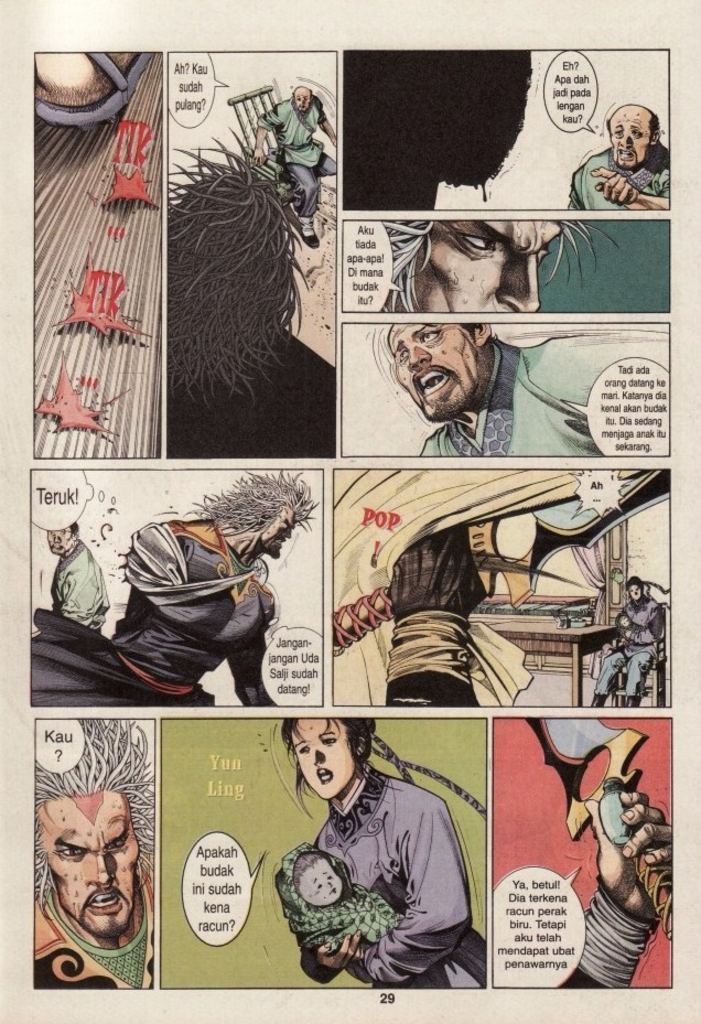 TIK
...
TIK
...
...
Ah? Kau
sudah
pulang?
Eh?
Apa dah
jadi pada
lengan
kau?
Aku
tiada
apa-apa!
Di mana
budak
itu?
Tadi ada
orang datang ke
mari. Katanya dia
kenal akan budak
itu. Dia sedang
menjaga anak itu
sekarang.
Teruk!
Jangan-
jangan Uda
Salji sudah
datang!
POP
!
Ah
...
Kau
?
Yun
Ling
Apakah
budak
ini sudah
kena
racun?
Ya, betul!
Dia terkena
racun perak
biru. Tetapi
aku telah
mendapat ubat
penawarnya
29